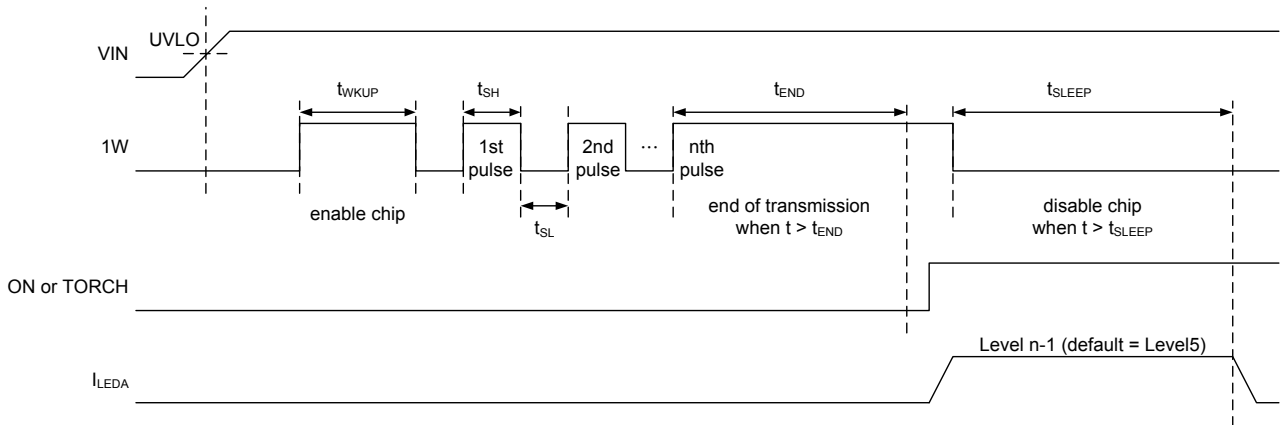 UVLO
VIN
tWKUP
tSH
tEND
tSLEEP
1W
1st
pulse
2nd
pulse
...
nth
pulse
enable chip
tSL
end of transmission
when t > tEND
disable chip
when t > tSLEEP
ON or TORCH
Level n-1 (default = Level5)
ILEDA